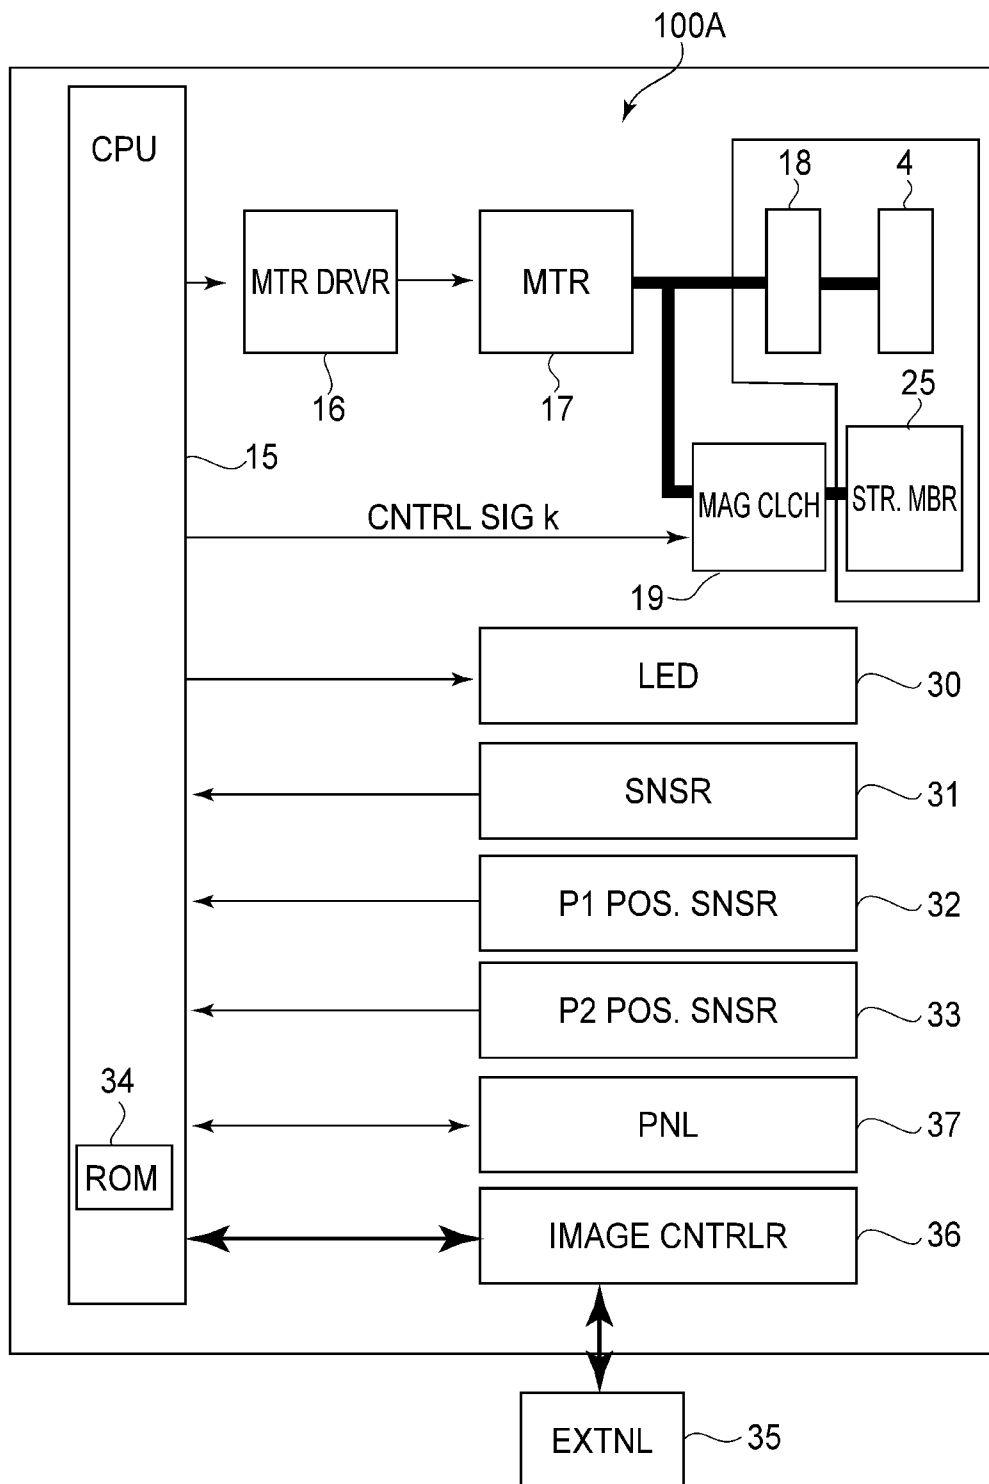 100A
CPU
18
4
MTR DRVR
MTR
16
17
25
15
CNTRL SIG k
MAG CLCH
STR. MBR
19
LED
30
SNSR
31
P1 POS. SNSR
32
P2 POS. SNSR
33
34
PNL
37
ROM
IMAGE CNTRLR
36
EXTNL
35